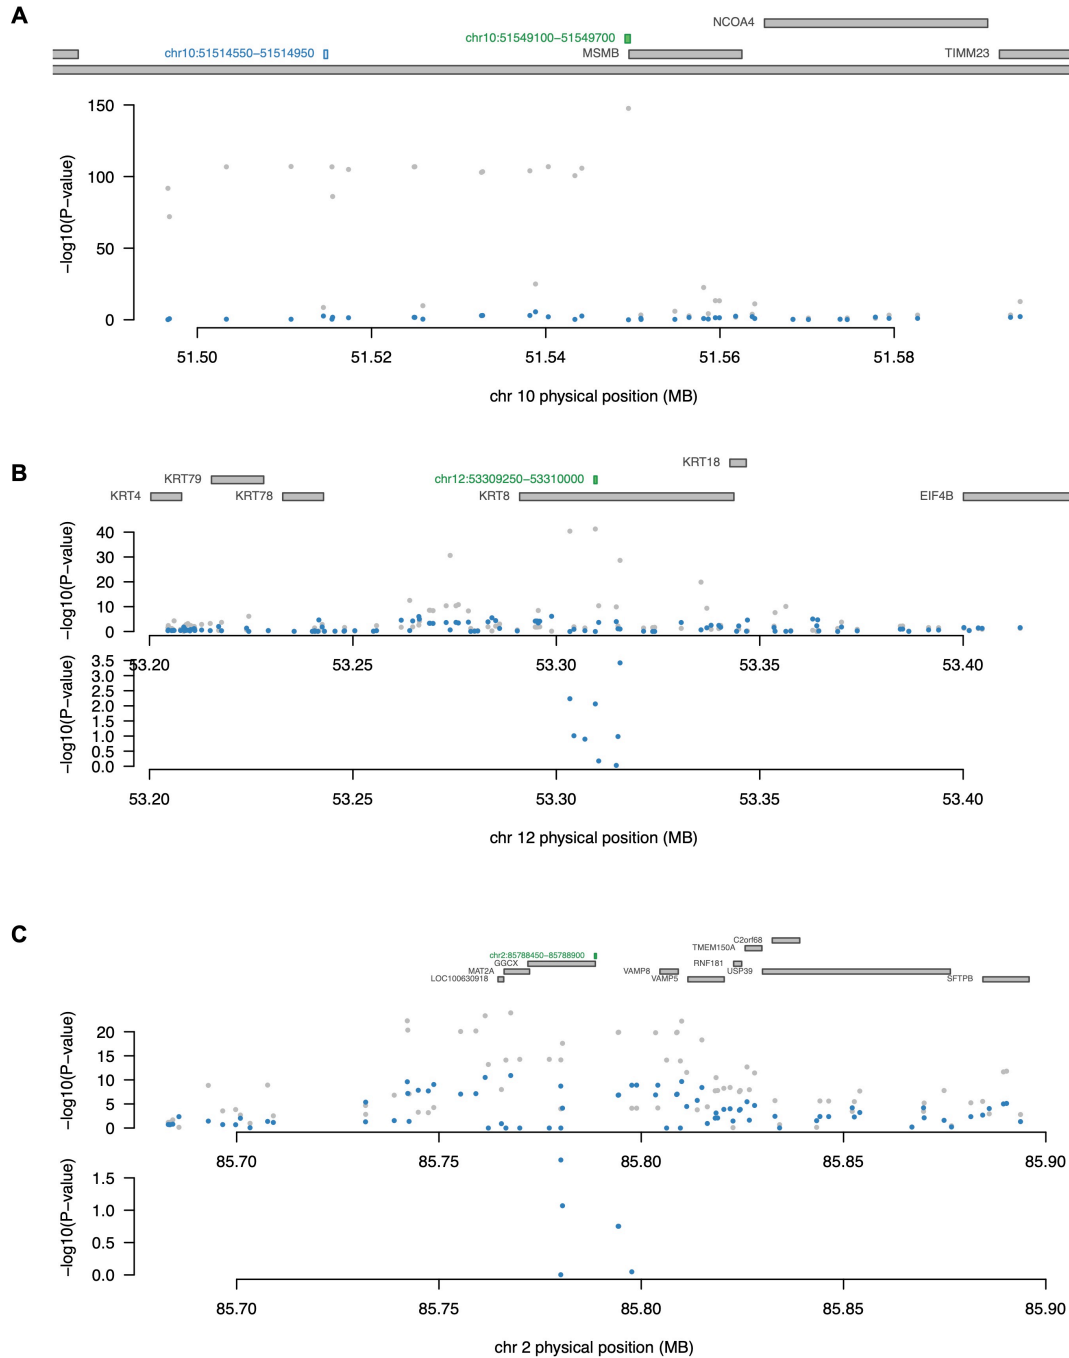 A
NCOA4
chr10:51549100−51549700
chr10:51514550−51514950
MSMB
TIMM23
150
100
50
0
−log10(P−value)
51.50 51.52 51.54 51.56 51.58
chr 10 physical position (MB)
B
KRT18
KRT79
chr12:53309250−53310000
KRT4
KRT78
KRT8
EIF4B
40
30
20
10
0
−log10(P−value)
53.20 53.25 53.30 53.35 53.40
3.5
3.0
2.5
2.0
1.5
1.0
0.5
0.0
−log10(P−value)
53.20 53.25 53.30 53.35 53.40
chr 12 physical position (MB)
C
C2orf68
TMEM150A
chr2:85788450−85788900
GGCX
RNF181
MAT2A
VAMP8
USP39
LOC100630918
VAMP5
SFTPB
20
15
10
5
0
−log10(P−value)
85.70 85.75 85.80 85.85 85.90
1.5
1.0
0.5
0.0
−log10(P−value)
85.70 85.75 85.80 85.85 85.90
chr 2 physical position (MB)